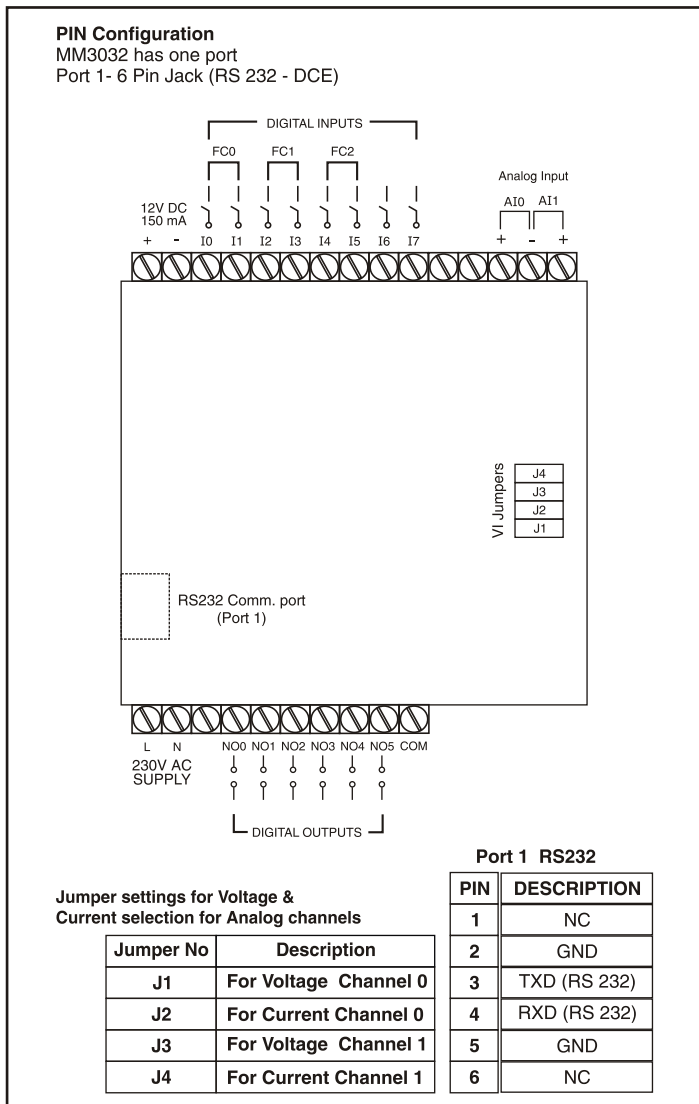 PIN Configuration
MM3032 has one port
Port 1- 6 Pin Jack (RS 232 - DCE)
DIGITAL INPUTS
FC0 FC1 FC2
Analog Input
AI0 AI1
12V DC
150 mA
+ - I0 I1 I2 I3 I4 I5 I6 I7 + - +
VI Jumpers
J4
J3
J2
J1
RS232 Comm. port
(Port 1)
L N NO0 NO1 NO2 NO3 NO4 NO5 COM
230V AC
SUPPLY
DIGITAL OUTPUTS
Jumper settings for Voltage &
Current selection for Analog channels
Jumper No Description
J1 For Voltage Channel 0
J2 For Current Channel 0
J3 For Voltage Channel 1
J4 For Current Channel 1
Port 1 RS232
PIN DESCRIPTION
1 NC
2 GND
3 TXD (RS 232)
4 RXD (RS 232)
5 GND
6 NC